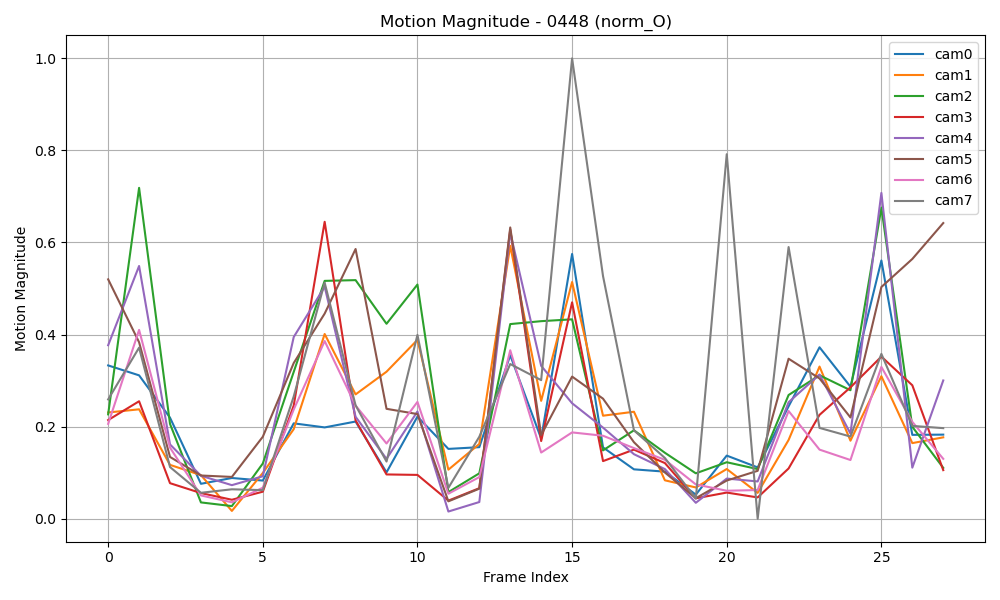 Motion Magnitude - 0448 (norm_O)
1.0
0.8
0.6
0.4
0.2
0.0
Motion Magnitude
0 5 10 15 20 25
Frame Index
cam0
cam1
cam2
cam3
cam4
cam5
cam6
cam7